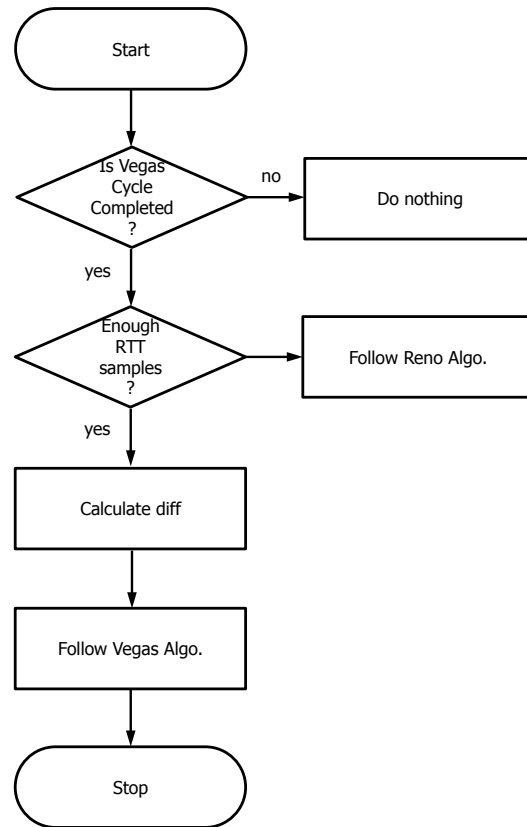 Start
Is Vegas
Cycle
Completed
?
no
Do nothing
yes
Enough
RTT
samples
?
Follow Reno Algo.
yes
Calculate diff
Follow Vegas Algo.
Stop